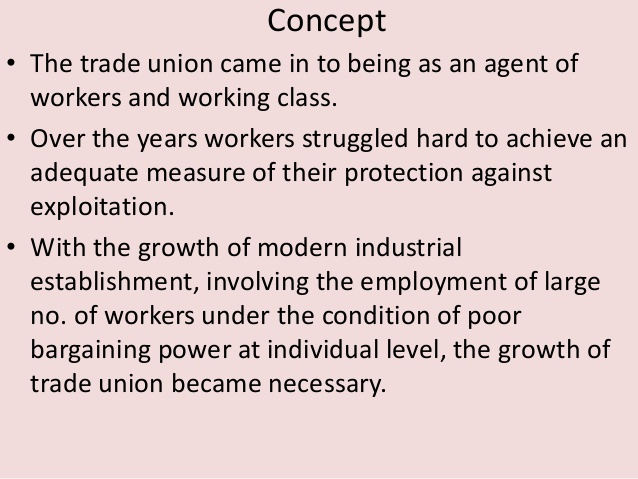 Concept
• The trade union came in to being as an agent of
workers and working class.
• Over the years workers struggled hard to achieve an
adequate measure of their protection against
exploitation.
• With the growth of modern industrial
establishment, involving the employment of large
no. of workers under the condition of poor
bargaining power at individual level, the growth of
trade union became necessary.